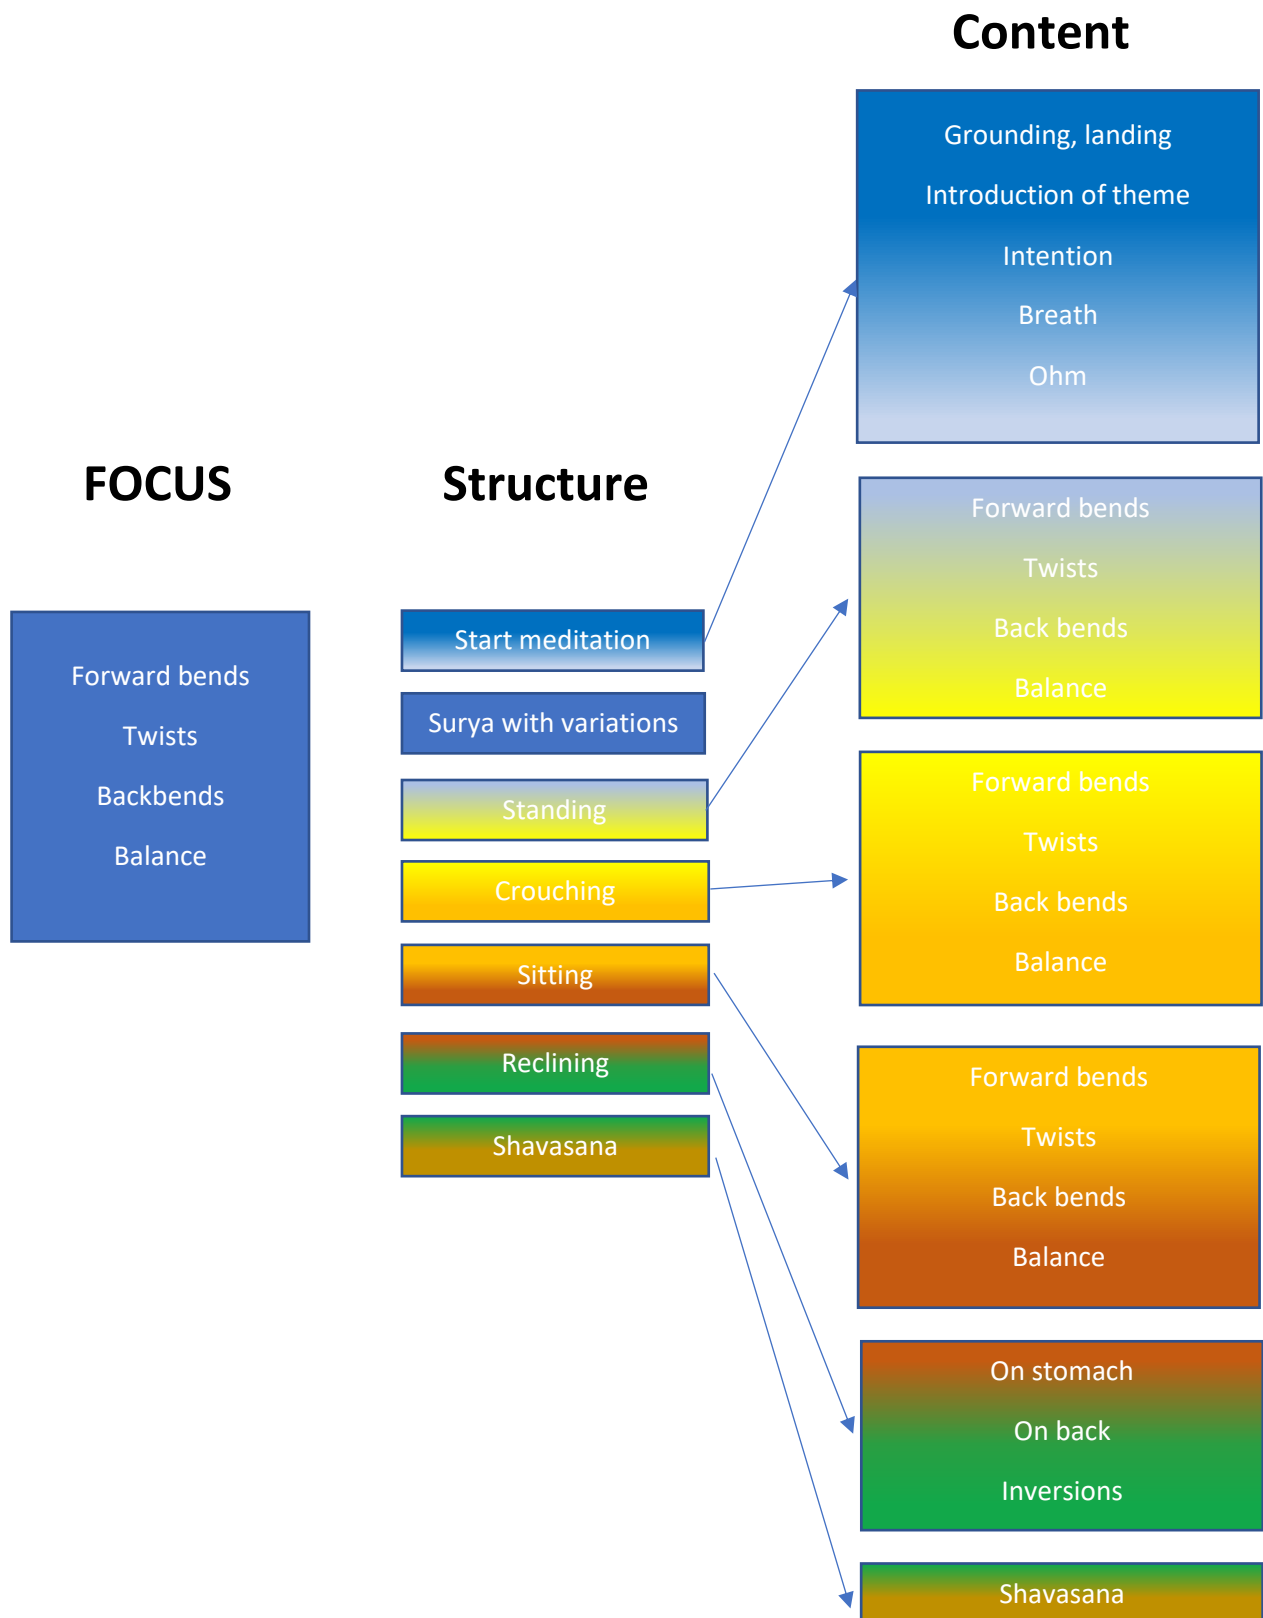 FOCUS
Forward bends
Twists
Backbends
Balance
Structure
Start meditation
Surya with variations
Standing
Crouching
Sitting
Reclining
Shavasana
Content
Grounding, landing
Introduction of theme
Intention
Breath
Ohm
Forward bends
Twists
Back bends
Balance
Forward bends
Twists
Back bends
Balance
Forward bends
Twists
Back bends
Balance
On stomach
On back
Inversions
Shavasana